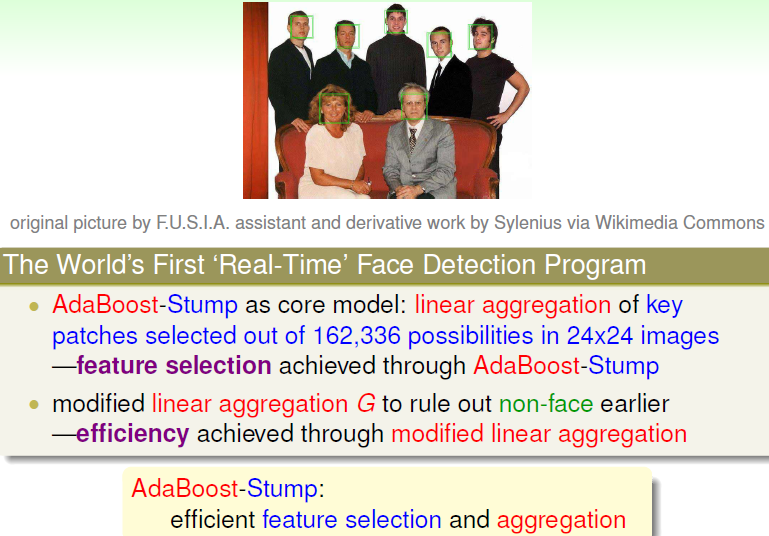 original picture by F.U.S.I.A. assistant and derivative work by Sylenius via Wikimedia Commons
The World's First 'Real-Time' Face Detection Program
AdaBoost-Stump as core model: linear aggregation of key
patches selected out of 162,336 possibilities in 24x24 images
—feature selection achieved through AdaBoost-Stump
modified linear aggregation G to rule out non-face earlier
—efficiency achieved through modified linear aggregation
AdaBoost-Stump:
efficient feature selection and aggregation